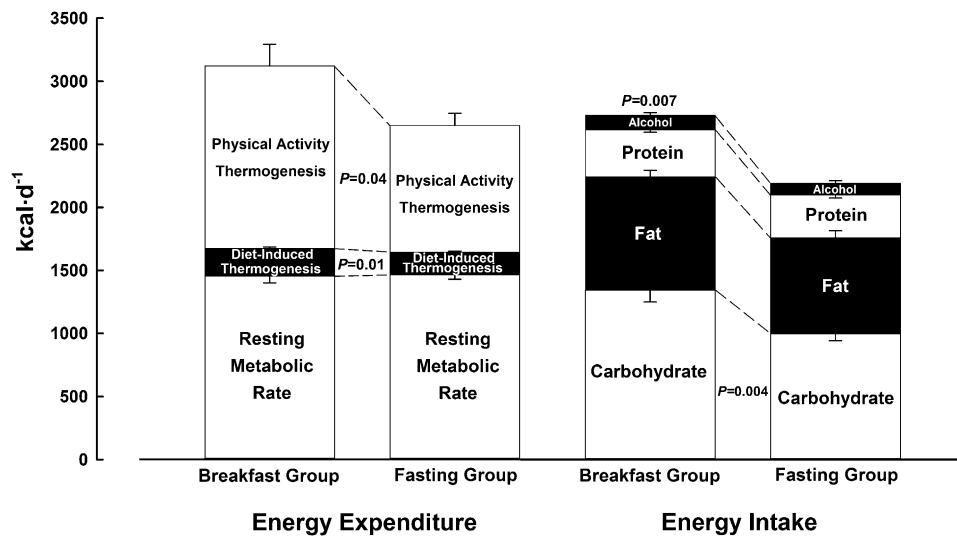 3500
3000
2500
2000
1500
1000
500
0
kcal·d⁻¹
Physical Activity
Thermogenesis
Diet-Induced
Thermogenesis
Resting
Metabolic
Rate
P=0.04
P=0.01
Physical Activity
Thermogenesis
Diet-Induced
Thermogenesis
Resting
Metabolic
Rate
P=0.007
Alcohol
Protein
Fat
Carbohydrate
P=0.004
Alcohol
Protein
Fat
Carbohydrate
Breakfast Group
Fasting Group
Breakfast Group
Fasting Group
Energy Expenditure
Energy Intake